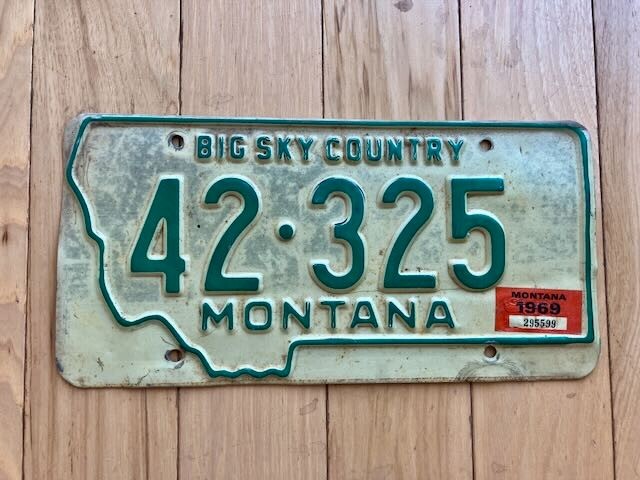 BIG SKY COUNTRY
42·325
MONTANA
MONTANA
1969
295599